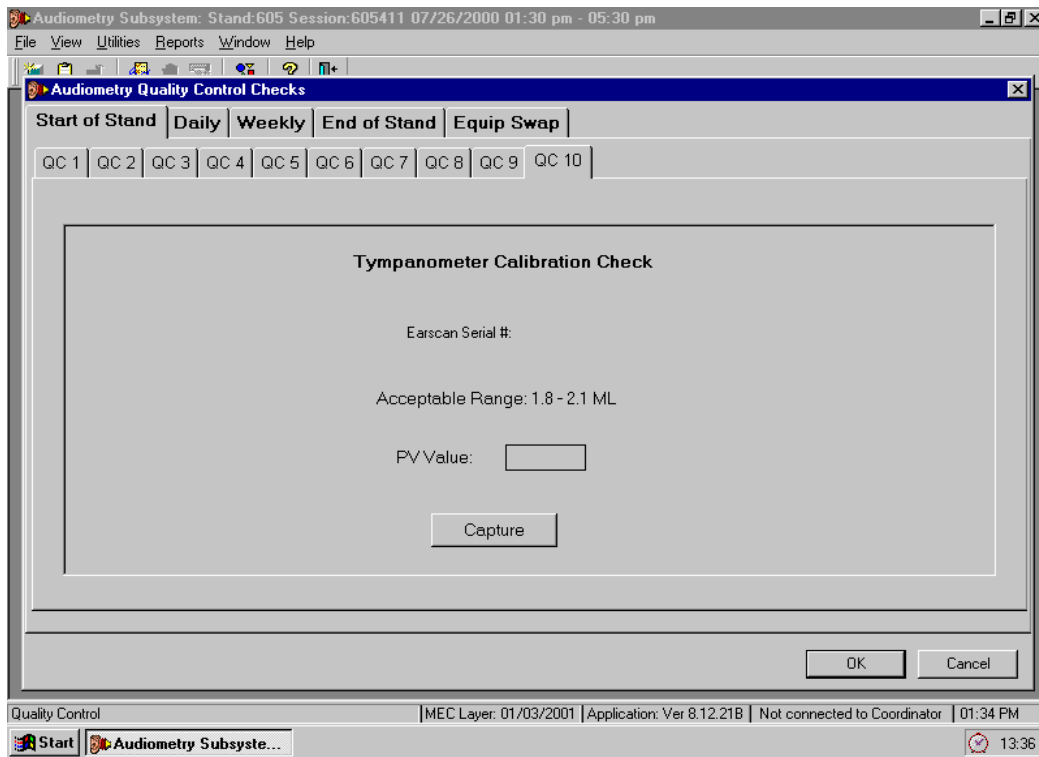 Audiometry Subsystem: Stand:605 Session:605411 07/26/2000 01:30 pm - 05:30 pm
File View Utilities Reports Window Help
Audiometry Quality Control Checks
Start of Stand Daily Weekly End of Stand Equip Swap
QC 1 QC 2 QC 3 QC 4 QC 5 QC 6 QC 7 QC 8 QC 9 QC 10
Tympanometer Calibration Check
Earscan Serial #:
Acceptable Range: 1.8 - 2.1 ML
PV Value:
Capture
OK Cancel
Quality Control MEC Layer: 01/03/2001 Application: Ver 8.12.21B Not connected to Coordinator 01:34 PM
Start Audiometry Subsyste... 13:36